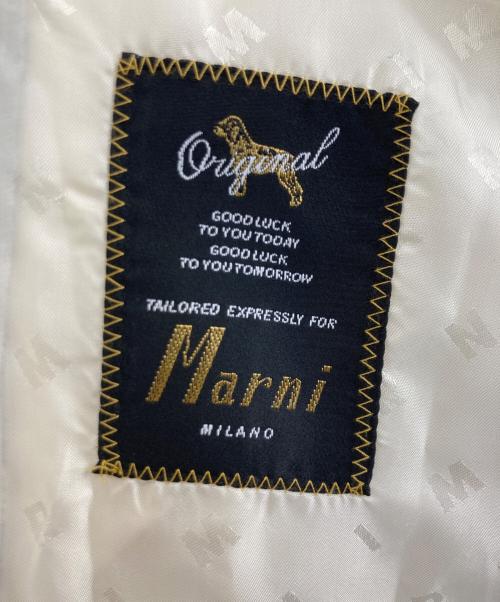 Original
GOOD LUCK
TO YOU TODAY
GOOD LUCK
TO YOU TOMORROW
TAILORED EXPRESSLY FOR
Marni
MILANO